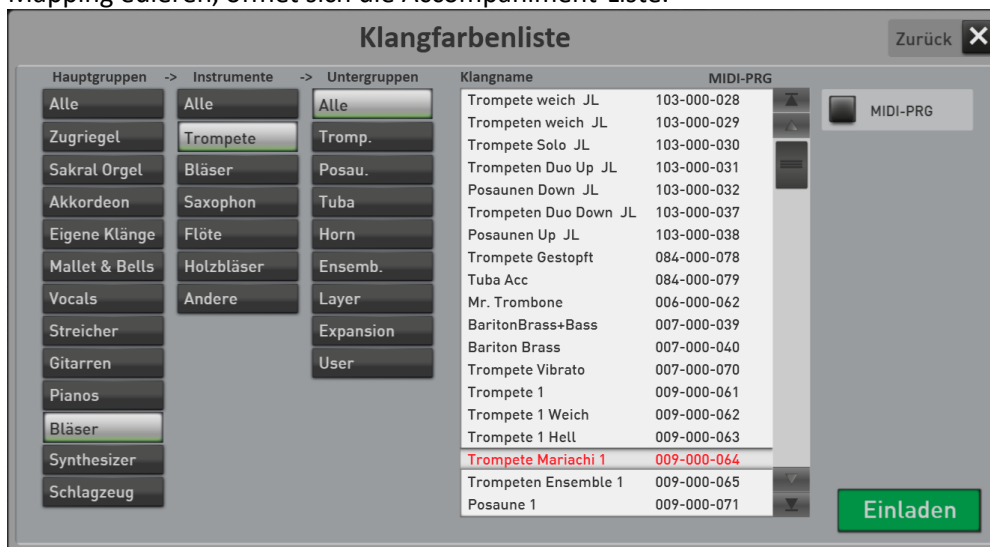 Mapping edieren, öffnet sich die Accompaniment-Liste.
Klangfarbenliste
Zurück
Hauptgruppen -> Instrumente -> Untergruppen
Klangname MIDI-PRG
Alle
Zugriegel
Sakral Orgel
Akkordeon
Eigene Klänge
Mallet & Bells
Vocals
Streicher
Gitarren
Pianos
Bläser
Synthesizer
Schlagzeug
Alle
Trompete
Bläser
Saxophon
Flöte
Holzbläser
Andere
Alle
Tromp.
Posau.
Tuba
Horn
Ensemb.
Layer
Expansion
User
Trompete weich JL 103-000-028
Trompeten weich JL 103-000-029
Trompete Solo JL 103-000-030
Trompeten Duo Up JL 103-000-031
Posaunen Down JL 103-000-032
Trompeten Duo Down JL 103-000-037
Posaunen Up JL 103-000-038
Trompete Gestopft 084-000-078
Tuba Acc 084-000-079
Mr. Trombone 006-000-062
BaritonBrass+Bass 007-000-039
Bariton Brass 007-000-040
Trompete Vibrato 007-000-070
Trompete 1 009-000-061
Trompete 1 Weich 009-000-062
Trompete 1 Hell 009-000-063
Trompete Mariachi 1 009-000-064
Trompeten Ensemble 1 009-000-065
Posaune 1 009-000-071
MIDI-PRG
Einladen